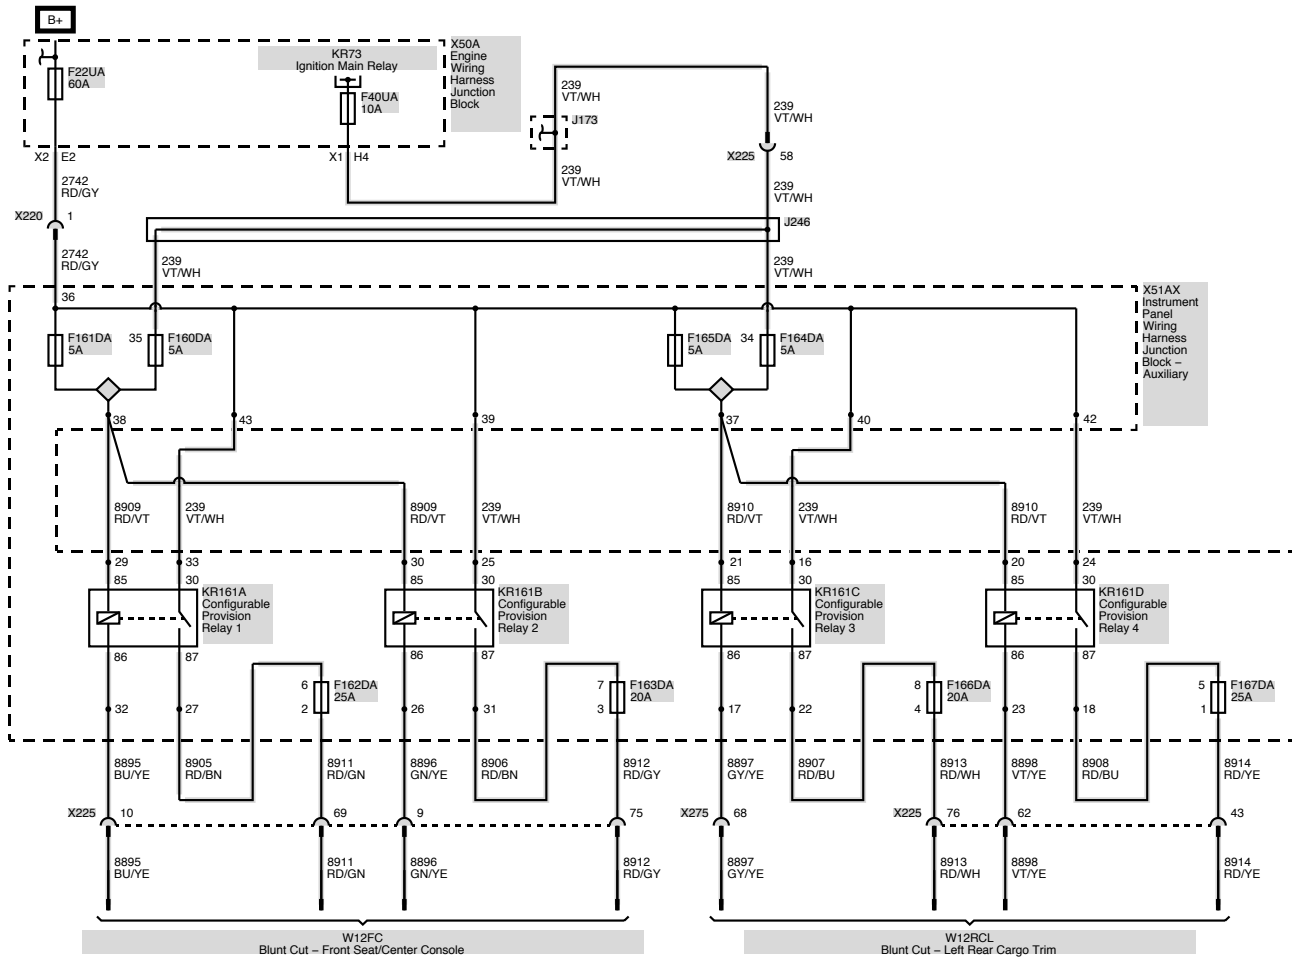 B+
X50A
Engine
Wiring
Harness
Junction
Block
KR73
Ignition Main Relay
F22UA
60A
F40UA
10A
239
VT/WH
J173
239
VT/WH
X225 58
X2 E2
X1 H4
2742
RD/GY
239
VT/WH
239
VT/WH
X220 1
J246
2742
RD/GY
239
VT/WH
239
VT/WH
36
X51AX
Instrument
Panel
Wiring
Harness
Junction
Block –
Auxiliary
F161DA
5A
35
F160DA
5A
F165DA
5A
34
F164DA
5A
38
43
39
37
40
42
8909
RD/VT
239
VT/WH
8909
RD/VT
239
VT/WH
8910
RD/VT
239
VT/WH
8910
RD/VT
239
VT/WH
29 33 30 25 21 16 20 24
85 30 85 30 85 30 85 30
KR161A
Configurable
Provision
Relay 1
KR161B
Configurable
Provision
Relay 2
KR161C
Configurable
Provision
Relay 3
KR161D
Configurable
Provision
Relay 4
86 87 86 87 86 87 86 87
6
F162DA
25A
2
7
F163DA
20A
3
8
F166DA
20A
4
5
F167DA
25A
1
32 27 26 31 17 22 23 18
8895
BU/YE
8905
RD/BN
8911
RD/GN
8896
GN/YE
8906
RD/BN
8912
RD/GY
8897
GY/YE
8907
RD/BU
8913
RD/WH
8898
VT/YE
8908
RD/BU
8914
RD/YE
X225 10 69 9 75 X275 68 X225 76 62 43
8895
BU/YE
8911
RD/GN
8896
GN/YE
8912
RD/GY
8897
GY/YE
8913
RD/WH
8898
VT/YE
8914
RD/YE
W12FC
Blunt Cut – Front Seat/Center Console
W12RCL
Blunt Cut – Left Rear Cargo Trim